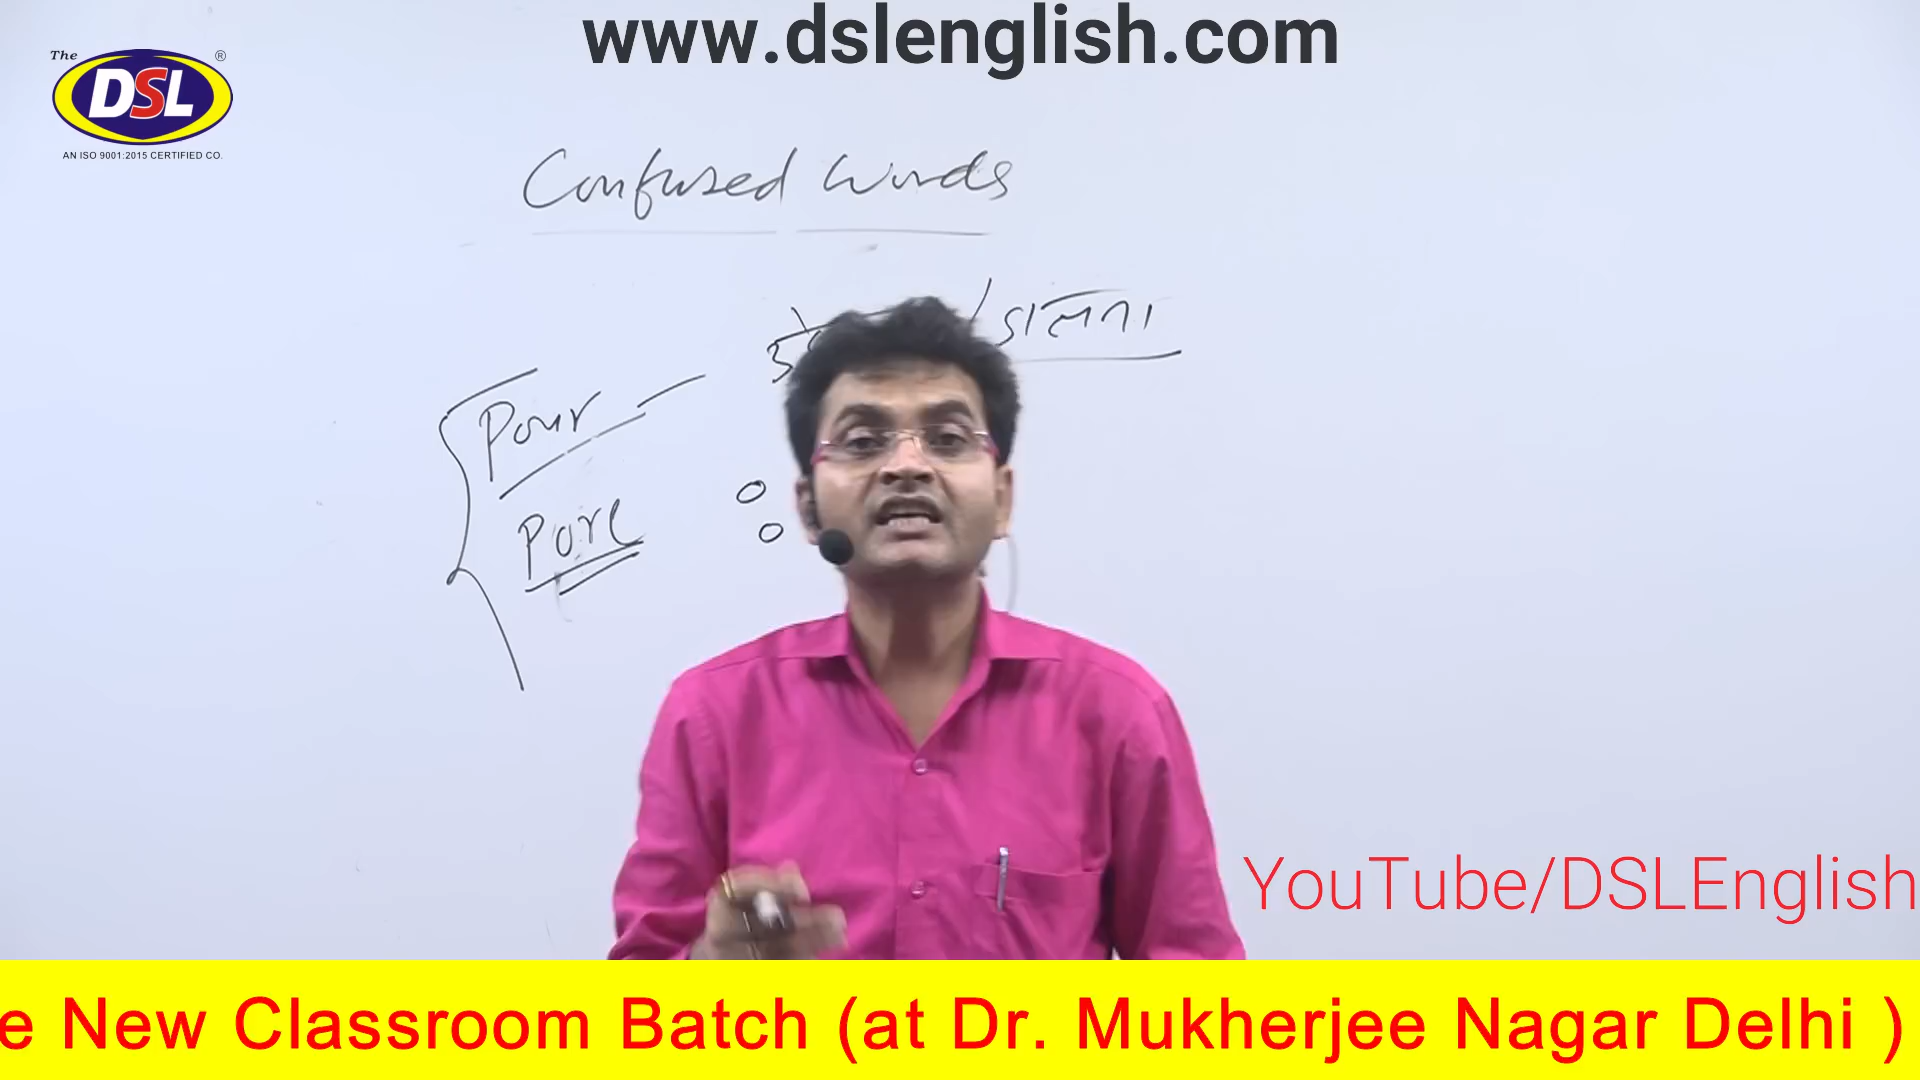 www.dslenglish.com
The
DSL
®
AN ISO 9001:2015 CERTIFIED CO.
Confused Words
/ डालना
Pour –
Pore
YouTube/DSLEnglish
e New Classroom Batch (at Dr. Mukherjee Nagar Delhi )